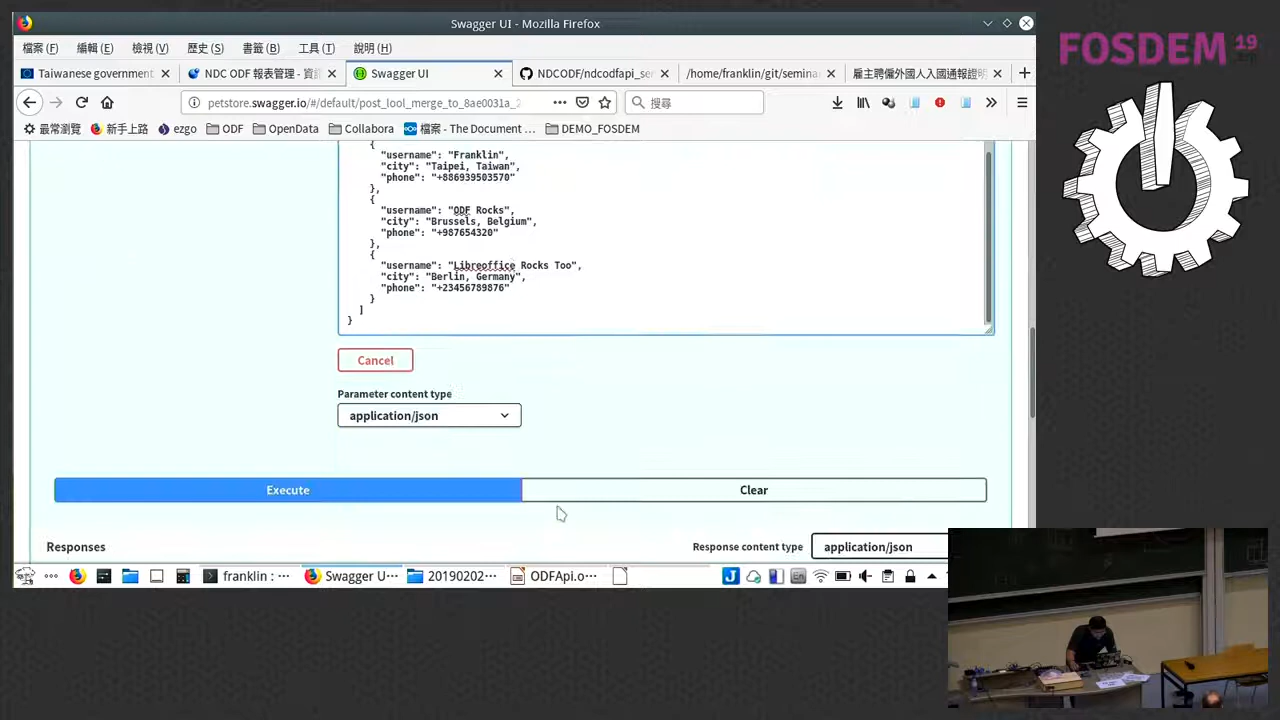 Swagger UI - Mozilla Firefox
FOSDEM 19
檔案 (F) 編輯 (E) 檢視 (V) 歷史 (S) 書籤 (B) 工具 (T) 說明 (H)
Taiwanese government NDC ODF 報表管理 - 資訊 Swagger UI NDCODF/ndcodfapi_se /home/franklin/git/semina 雇主聘僱外國人入國通報證明
petstore.swagger.io/#/default/post_lool_merge_to_8ae0031a_2 搜尋
最常瀏覽 新手上路 ezgo ODF OpenData Collabora 檔案 - The Document … DEMO_FOSDEM
{
"username": "Franklin",
"city": "Taipei, Taiwan",
"phone": "+886939503570"
},
{
"username": "ODF Rocks",
"city": "Brussels, Belgium",
"phone": "+987654320"
},
{
"username": "Libreoffice Rocks Too",
"city": "Berlin, Germany",
"phone": "+23456789876"
}
]
}
Cancel
Parameter content type
application/json
Execute Clear
Responses Response content type application/json
franklin : … Swagger U… 20190202… ODFApi.o…